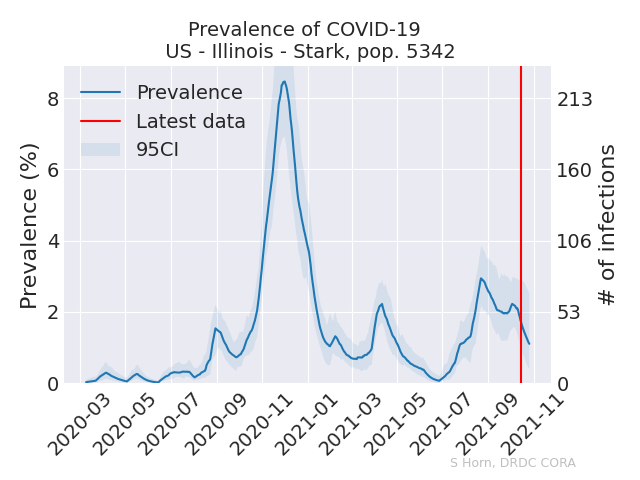 Prevalence of COVID-19
US - Illinois - Stark, pop. 5342
Prevalence
Latest data
95CI
Prevalence (%)
8
6
4
2
0
# of infections
213
160
106
53
0
2020-03
2020-05
2020-07
2020-09
2020-11
2021-01
2021-03
2021-05
2021-07
2021-09
2021-11
S Horn, DRDC CORA